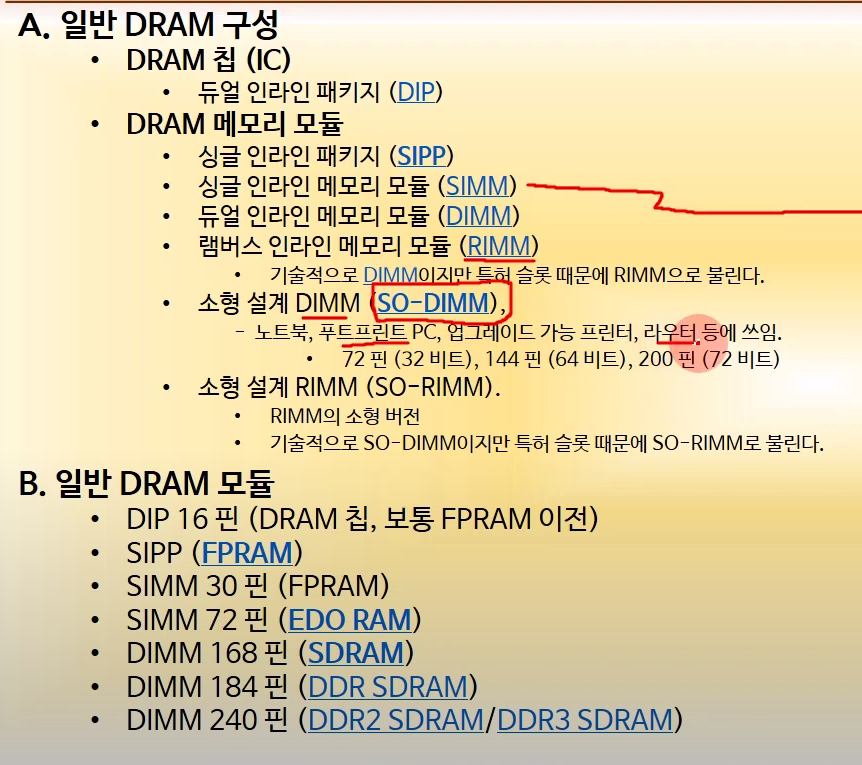 A. 일반 DRAM 구성
• DRAM 칩 (IC)
• 듀얼 인라인 패키지 (DIP)
• DRAM 메모리 모듈
• 싱글 인라인 패키지 (SIPP)
• 싱글 인라인 메모리 모듈 (SIMM)
• 듀얼 인라인 메모리 모듈 (DIMM)
• 램버스 인라인 메모리 모듈 (RIMM)
• 기술적으로 DIMM이지만 특허 슬롯 때문에 RIMM으로 불린다.
• 소형 설계 DIMM (SO-DIMM),
- 노트북, 푸트프린트 PC, 업그레이드 가능 프린터, 라우터 등에 쓰임.
• 72 핀 (32 비트), 144 핀 (64 비트), 200 핀 (72 비트)
• 소형 설계 RIMM (SO-RIMM).
• RIMM의 소형 버전
• 기술적으로 SO-DIMM이지만 특허 슬롯 때문에 SO-RIMM로 불린다.
B. 일반 DRAM 모듈
• DIP 16 핀 (DRAM 칩, 보통 FPRAM 이전)
• SIPP (FPRAM)
• SIMM 30 핀 (FPRAM)
• SIMM 72 핀 (EDO RAM)
• DIMM 168 핀 (SDRAM)
• DIMM 184 핀 (DDR SDRAM)
• DIMM 240 핀 (DDR2 SDRAM/DDR3 SDRAM)